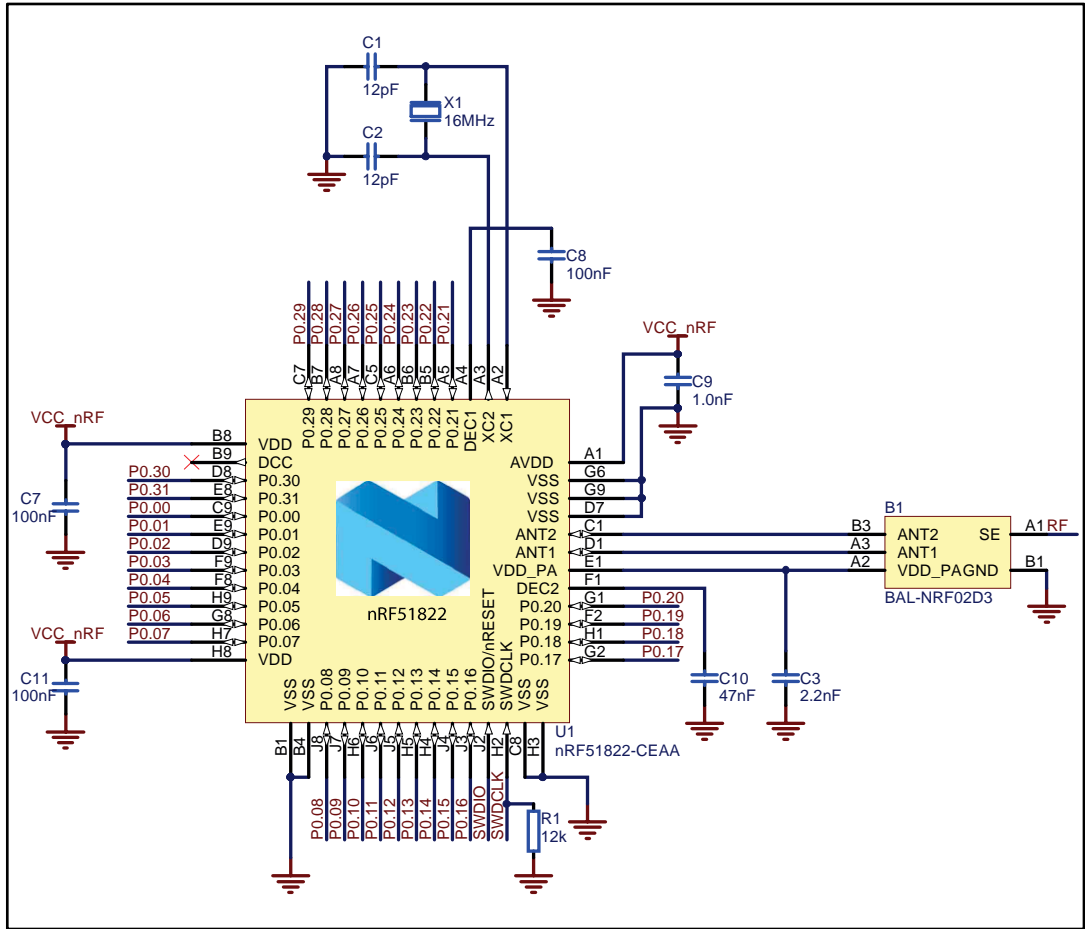 C1
12pF
X1
16MHz
C2
12pF
C8
100nF
P0.29
P0.28
P0.27
P0.26
P0.25
P0.24
P0.23
P0.22
P0.21
C7
B7
A8
A7
C5
A6
B6
B5
A5
A4
A3
A2
P0.29
P0.28
P0.27
P0.26
P0.25
P0.24
P0.23
P0.22
P0.21
DEC1
XC2
XC1
VCC_nRF
C9
1.0nF
VCC_nRF
C7
100nF
B8 VDD
B9 DCC
P0.30 D8 P0.30
P0.31 E8 P0.31
P0.00 C9 P0.00
P0.01 E9 P0.01
P0.02 D9 P0.02
P0.03 F9 P0.03
P0.04 F8 P0.04
P0.05 H9 P0.05
P0.06 G8 P0.06
P0.07 H7 P0.07
VCC_nRF
H8 VDD
C11
100nF
nRF51822
AVDD A1
VSS G6
VSS G9
VSS D7
ANT2 C1
ANT1 D1
VDD_PA E1
DEC2 F1
P0.20 G1 P0.20
P0.19 F2 P0.19
P0.18 H1 P0.18
P0.17 G2 P0.17
B1
B3 ANT2 SE A1 RF
A3 ANT1
A2 VDD_PAGND B1
BAL-NRF02D3
C10
47nF
C3
2.2nF
VSS
VSS
P0.08
P0.09
P0.10
P0.11
P0.12
P0.13
P0.14
P0.15
P0.16
SWDIO/nRESET
SWDCLK
VSS
VSS
U1
nRF51822-CEAA
B1
B4
J8
J7
H6
J6
J5
H5
H4
J4
J3
J2
H2
C8
H3
P0.08
P0.09
P0.10
P0.11
P0.12
P0.13
P0.14
P0.15
P0.16
SWDIO
SWDCLK
R1
12k